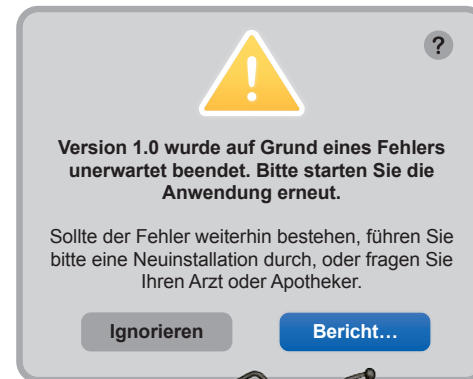 ?
!
Version 1.0 wurde auf Grund eines Fehlers
unerwartet beendet. Bitte starten Sie die
Anwendung erneut.
Sollte der Fehler weiterhin bestehen, führen Sie
bitte eine Neuinstallation durch, oder fragen Sie
Ihren Arzt oder Apotheker.
Ignorieren Bericht…